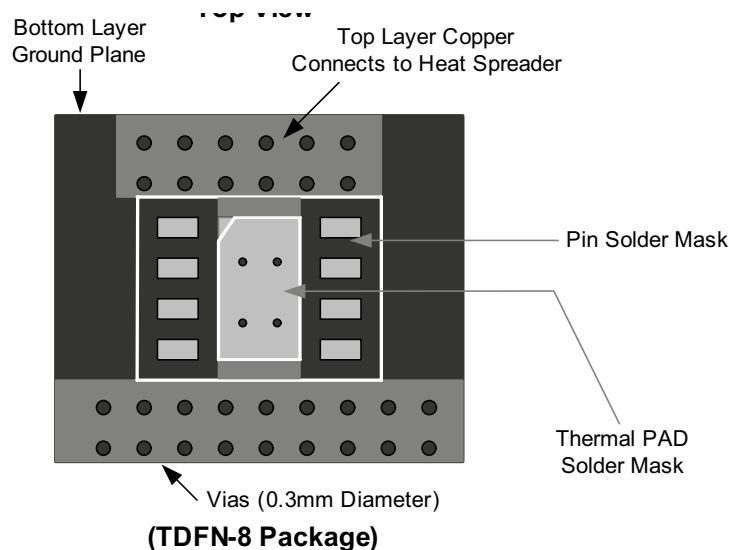 Top View
Bottom Layer
Ground Plane
Top Layer Copper
Connects to Heat Spreader
Pin Solder Mask
Thermal PAD
Solder Mask
Vias (0.3mm Diameter)
(TDFN-8 Package)